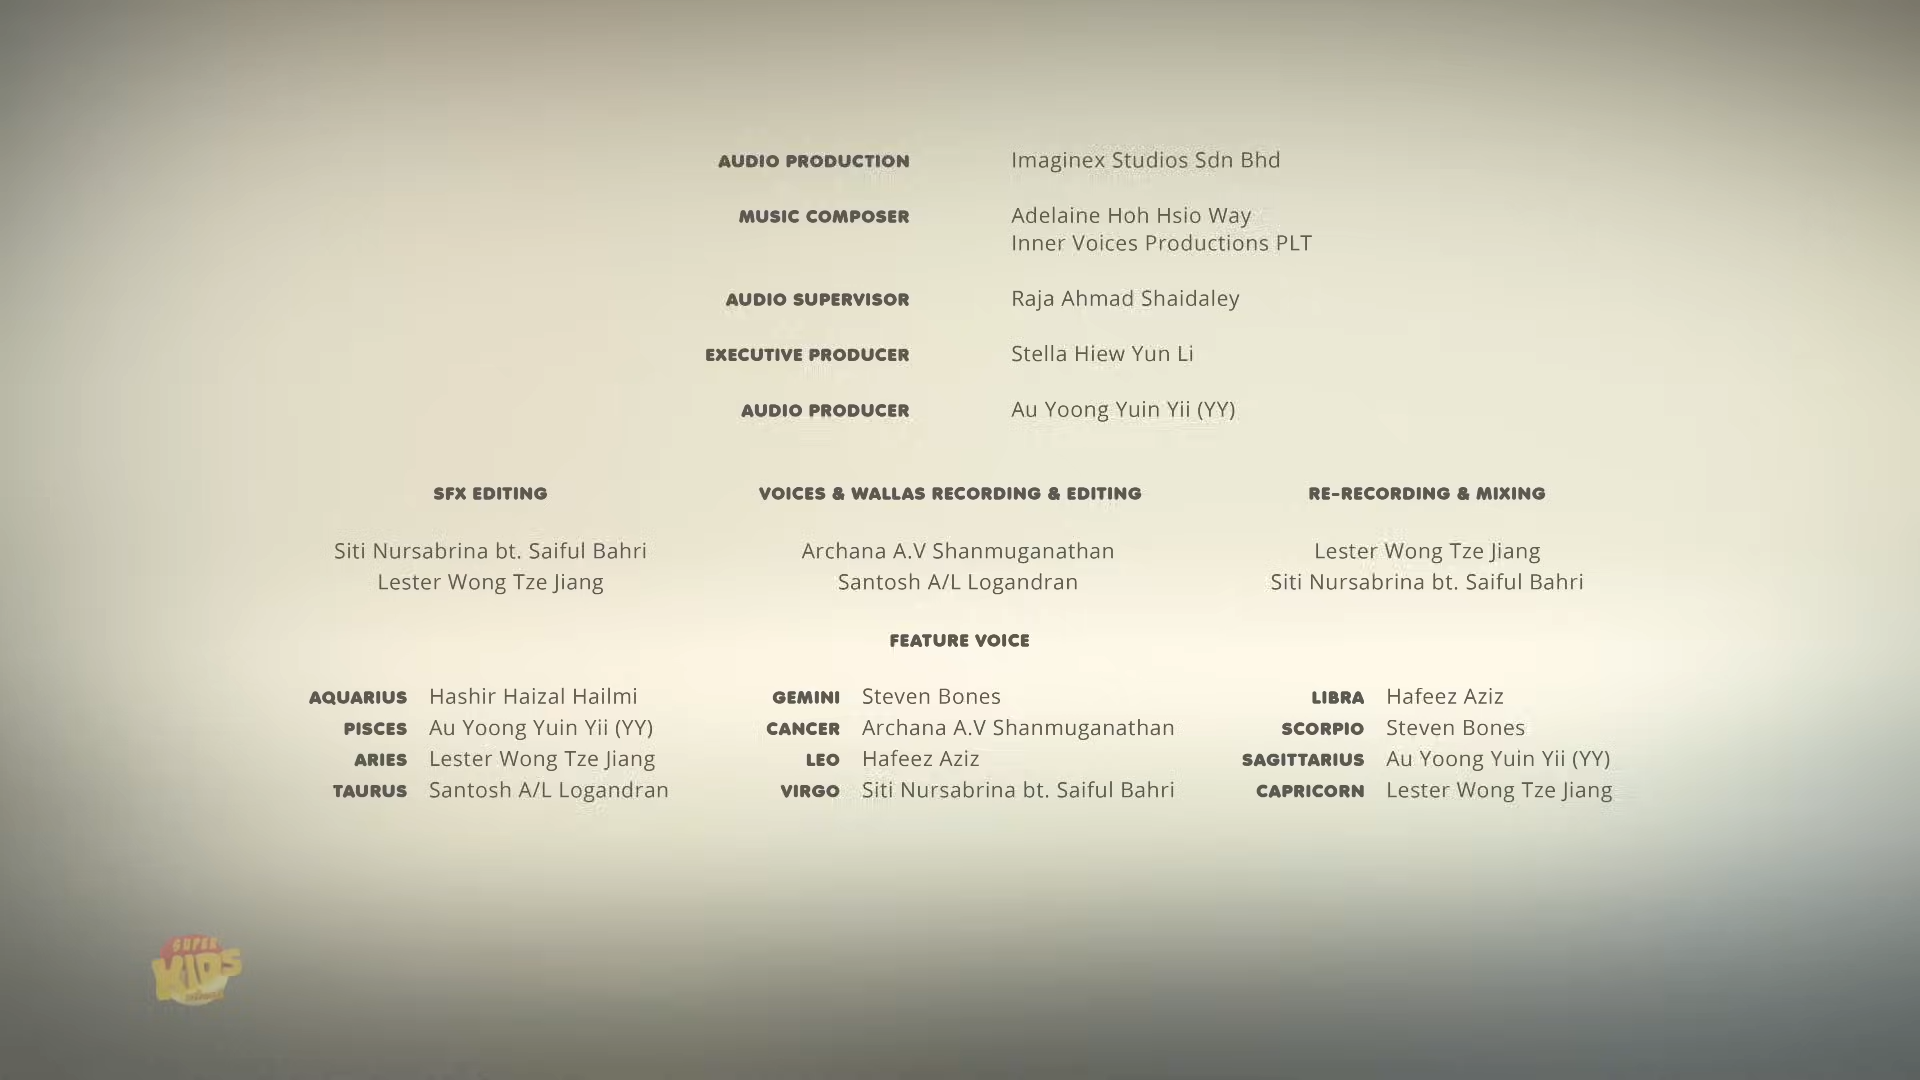 AUDIO PRODUCTION Imaginex Studios Sdn Bhd
MUSIC COMPOSER Adelaine Hoh Hsio Way
Inner Voices Productions PLT
AUDIO SUPERVISOR Raja Ahmad Shaidaley
EXECUTIVE PRODUCER Stella Hiew Yun Li
AUDIO PRODUCER Au Yoong Yuin Yii (YY)
SFX EDITING
Siti Nursabrina bt. Saiful Bahri
Lester Wong Tze Jiang
VOICES & WALLAS RECORDING & EDITING
Archana A.V Shanmuganathan
Santosh A/L Logandran
RE-RECORDING & MIXING
Lester Wong Tze Jiang
Siti Nursabrina bt. Saiful Bahri
FEATURE VOICE
AQUARIUS Hashir Haizal Hailmi
PISCES Au Yoong Yuin Yii (YY)
ARIES Lester Wong Tze Jiang
TAURUS Santosh A/L Logandran
GEMINI Steven Bones
CANCER Archana A.V Shanmuganathan
LEO Hafeez Aziz
VIRGO Siti Nursabrina bt. Saiful Bahri
LIBRA Hafeez Aziz
SCORPIO Steven Bones
SAGITTARIUS Au Yoong Yuin Yii (YY)
CAPRICORN Lester Wong Tze Jiang
SUPER
KIDS